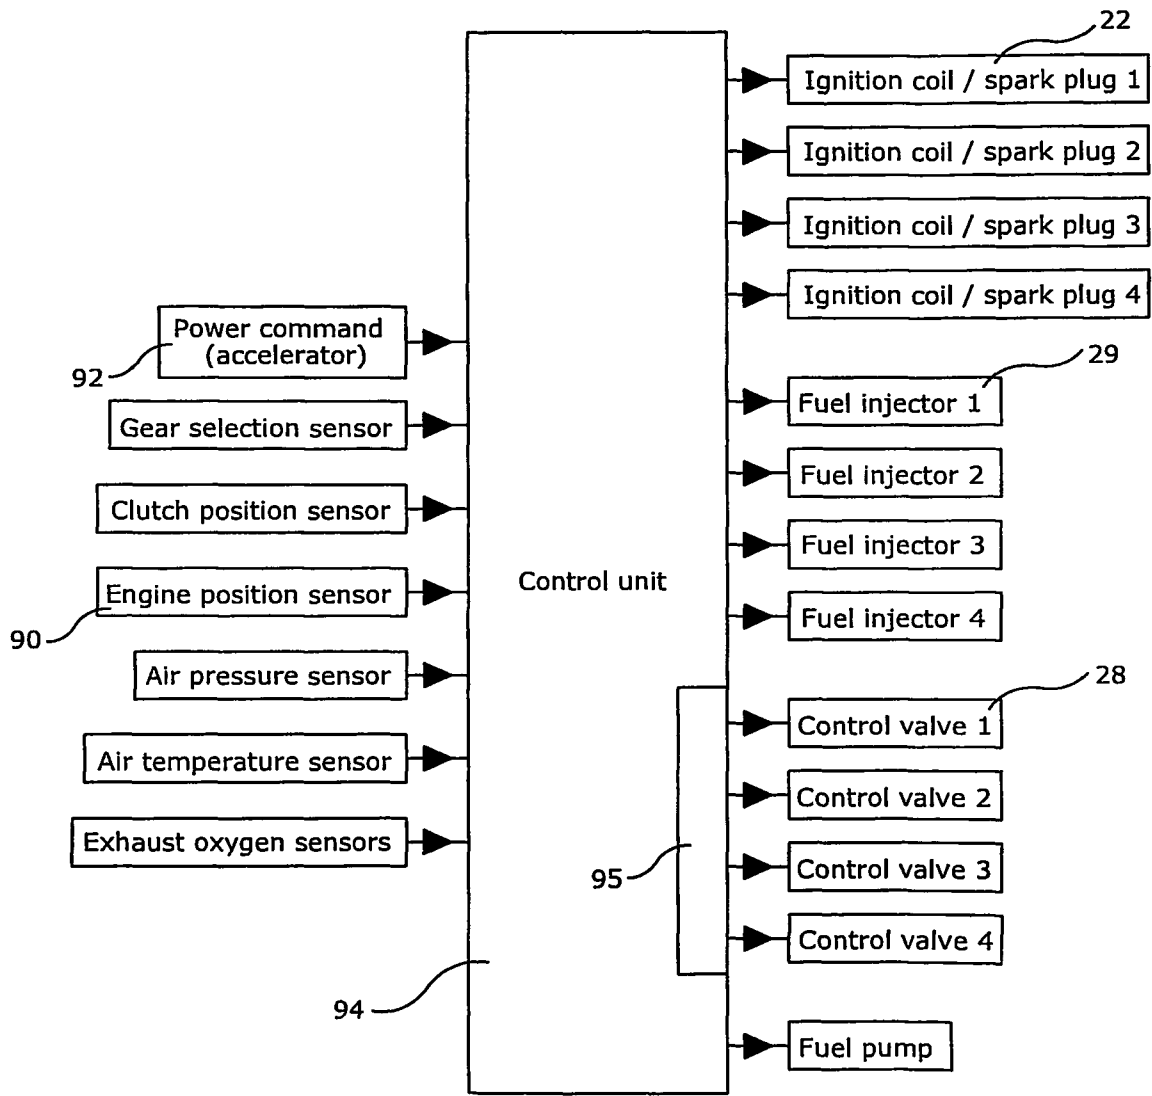 22
Ignition coil / spark plug 1
Ignition coil / spark plug 2
Ignition coil / spark plug 3
Ignition coil / spark plug 4
Power command
(accelerator)
92
Gear selection sensor
Clutch position sensor
Engine position sensor
90
Air pressure sensor
Air temperature sensor
Exhaust oxygen sensors
Control unit
94
95
29
Fuel injector 1
Fuel injector 2
Fuel injector 3
Fuel injector 4
28
Control valve 1
Control valve 2
Control valve 3
Control valve 4
Fuel pump